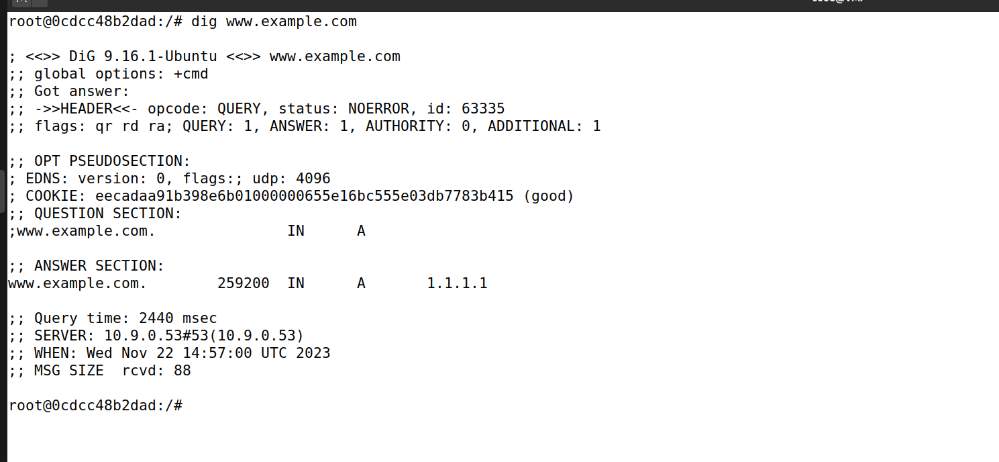 root@0cdcc48b2dad:/# dig www.example.com
; <<>> DiG 9.16.1-Ubuntu <<>> www.example.com
;; global options: +cmd
;; Got answer:
;; ->>HEADER<<- opcode: QUERY, status: NOERROR, id: 63335
;; flags: qr rd ra; QUERY: 1, ANSWER: 1, AUTHORITY: 0, ADDITIONAL: 1
;; OPT PSEUDOSECTION:
; EDNS: version: 0, flags:; udp: 4096
; COOKIE: eecadaa91b398e6b01000000655e16bc555e03db7783b415 (good)
;; QUESTION SECTION:
;www.example.com. IN A
;; ANSWER SECTION:
www.example.com. 259200 IN A 1.1.1.1
;; Query time: 2440 msec
;; SERVER: 10.9.0.53#53(10.9.0.53)
;; WHEN: Wed Nov 22 14:57:00 UTC 2023
;; MSG SIZE rcvd: 88
root@0cdcc48b2dad:/#